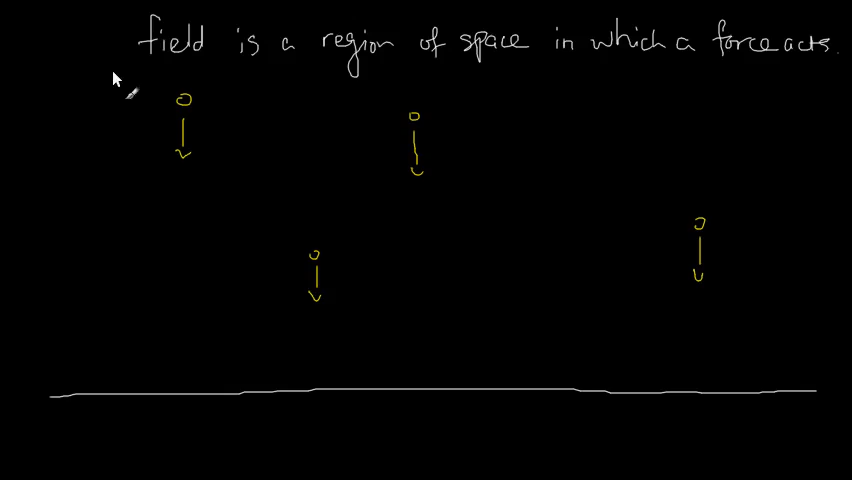 field is a region of space in which a force acts.